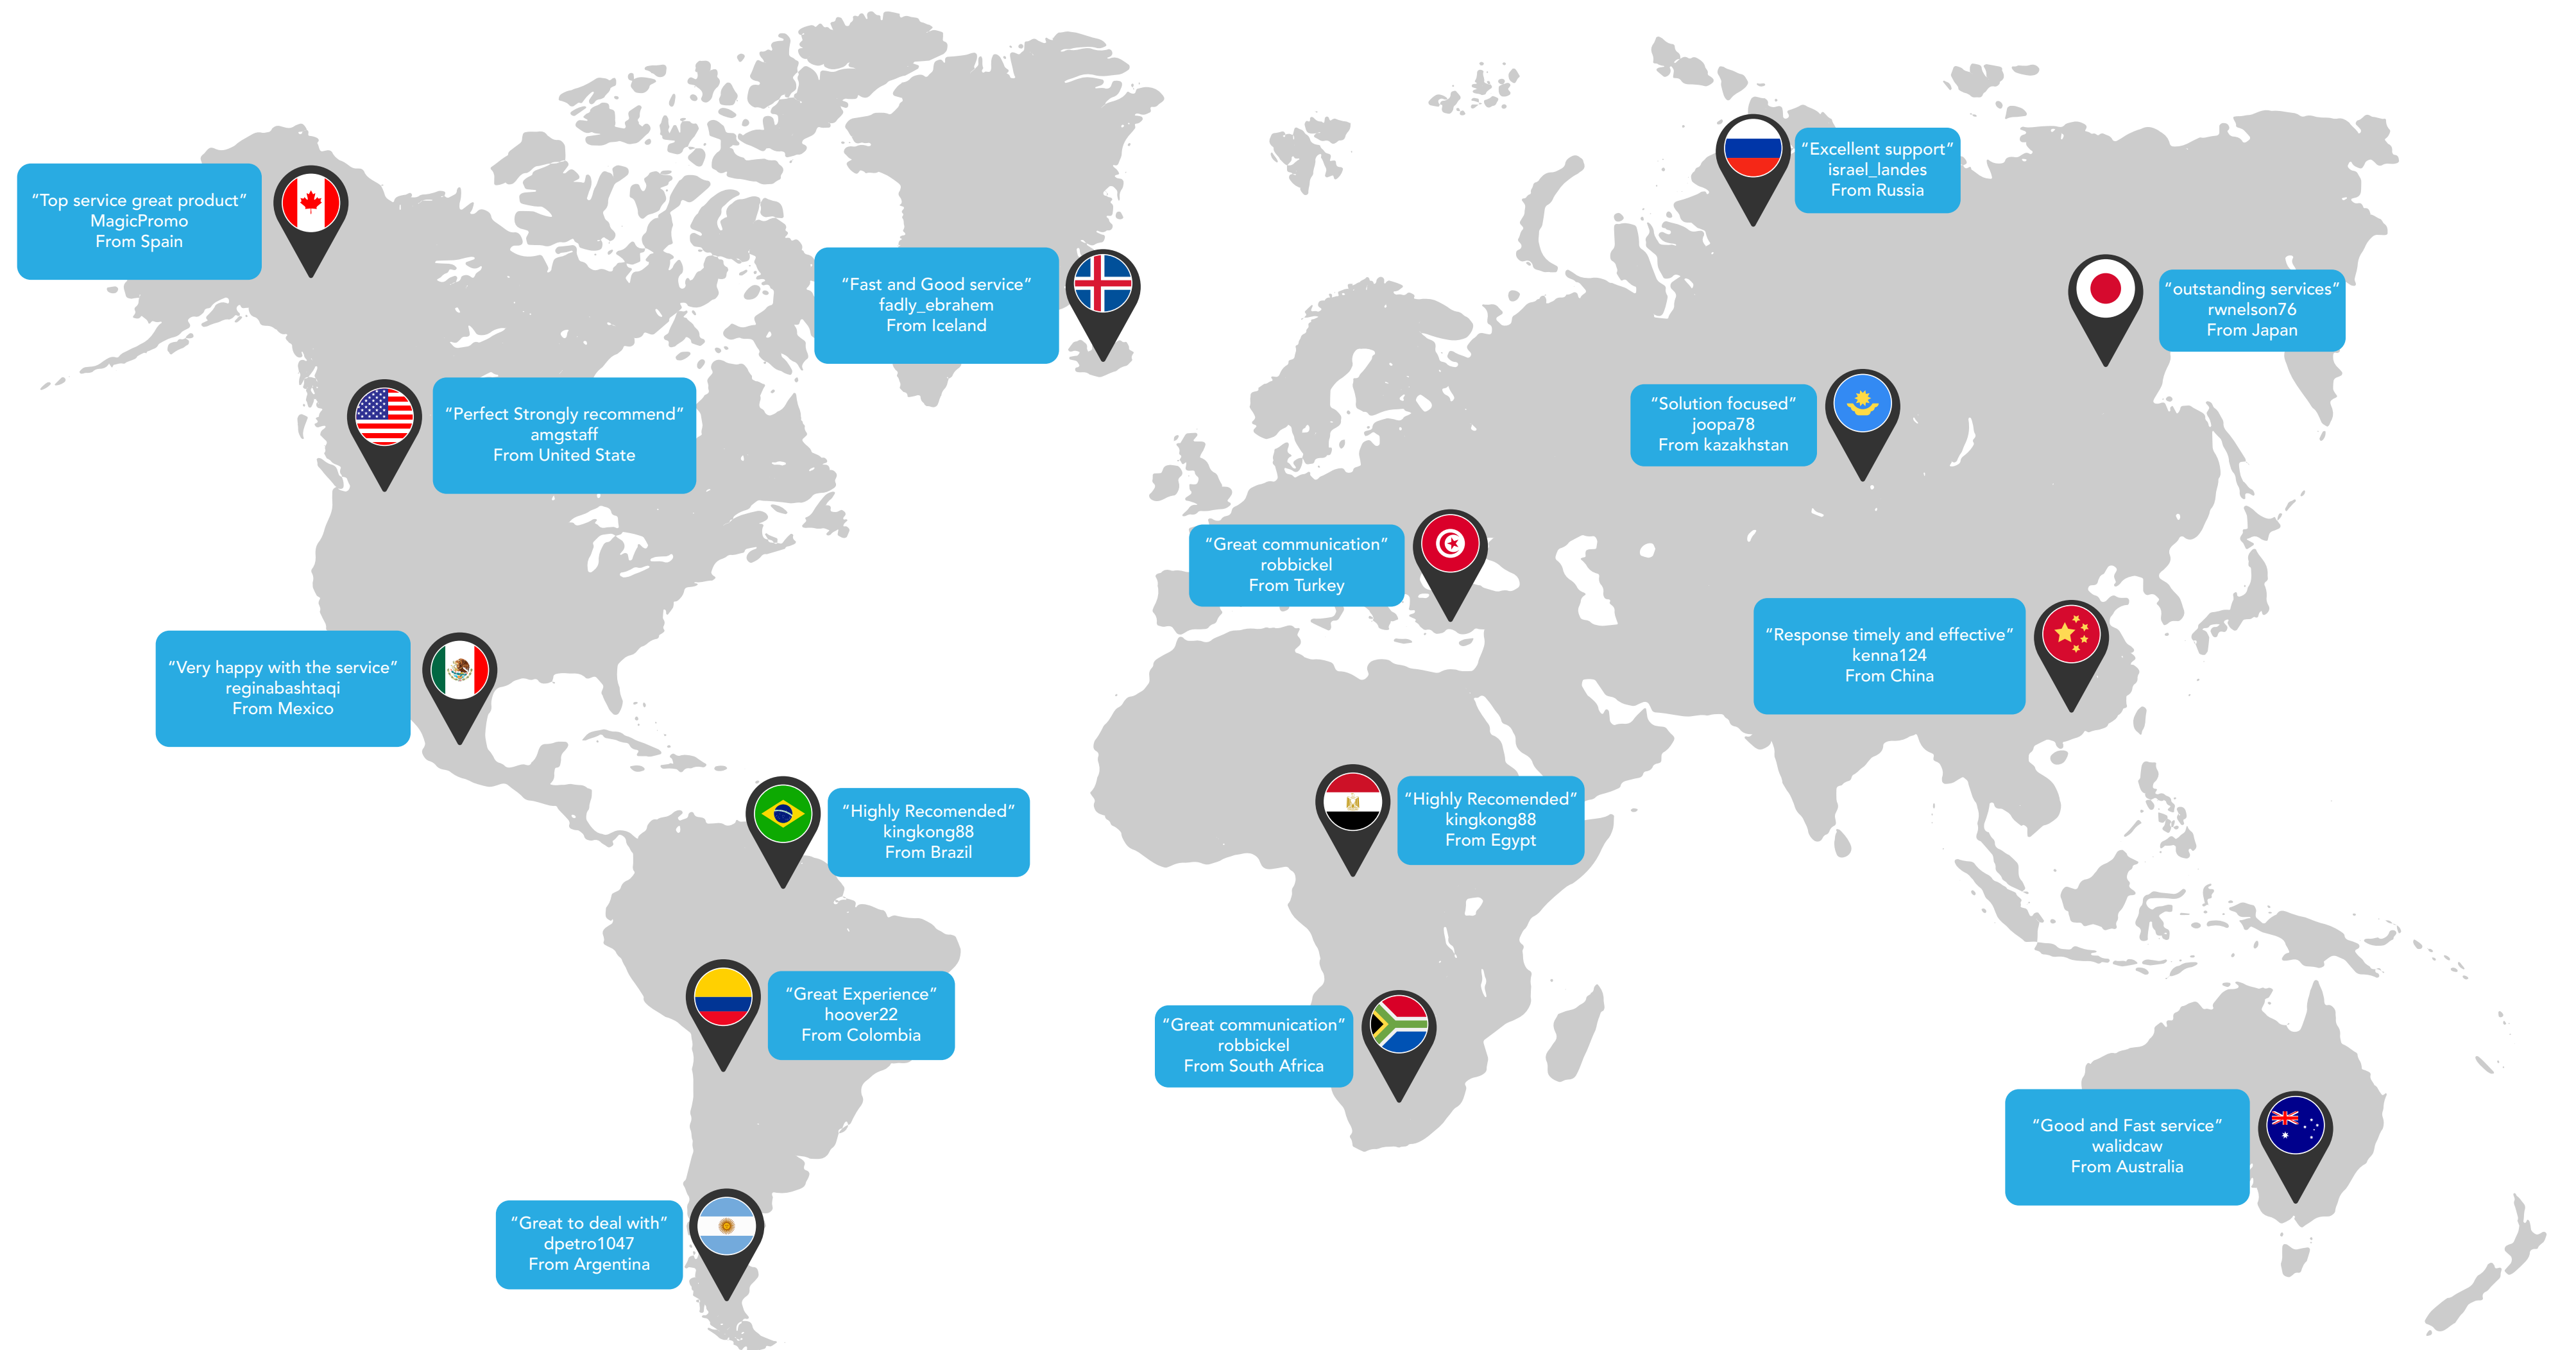 “Top service great product”
MagicPromo
From Spain
“Fast and Good service”
fadly_ebrahem
From Iceland
“Excellent support”
israel_landes
From Russia
“outstanding services”
rwnelson76
From Japan
“Perfect Strongly recommend”
amgstaff
From United State
“Solution focused”
joopa78
From kazakhstan
“Great communication”
robbickel
From Turkey
“Response timely and effective”
kenna124
From China
“Very happy with the service”
reginabashtaqi
From Mexico
“Highly Recomended”
kingkong88
From Brazil
“Highly Recomended”
kingkong88
From Egypt
“Great Experience”
hoover22
From Colombia
“Great communication”
robbickel
From South Africa
“Good and Fast service”
walidcaw
From Australia
“Great to deal with”
dpetro1047
From Argentina